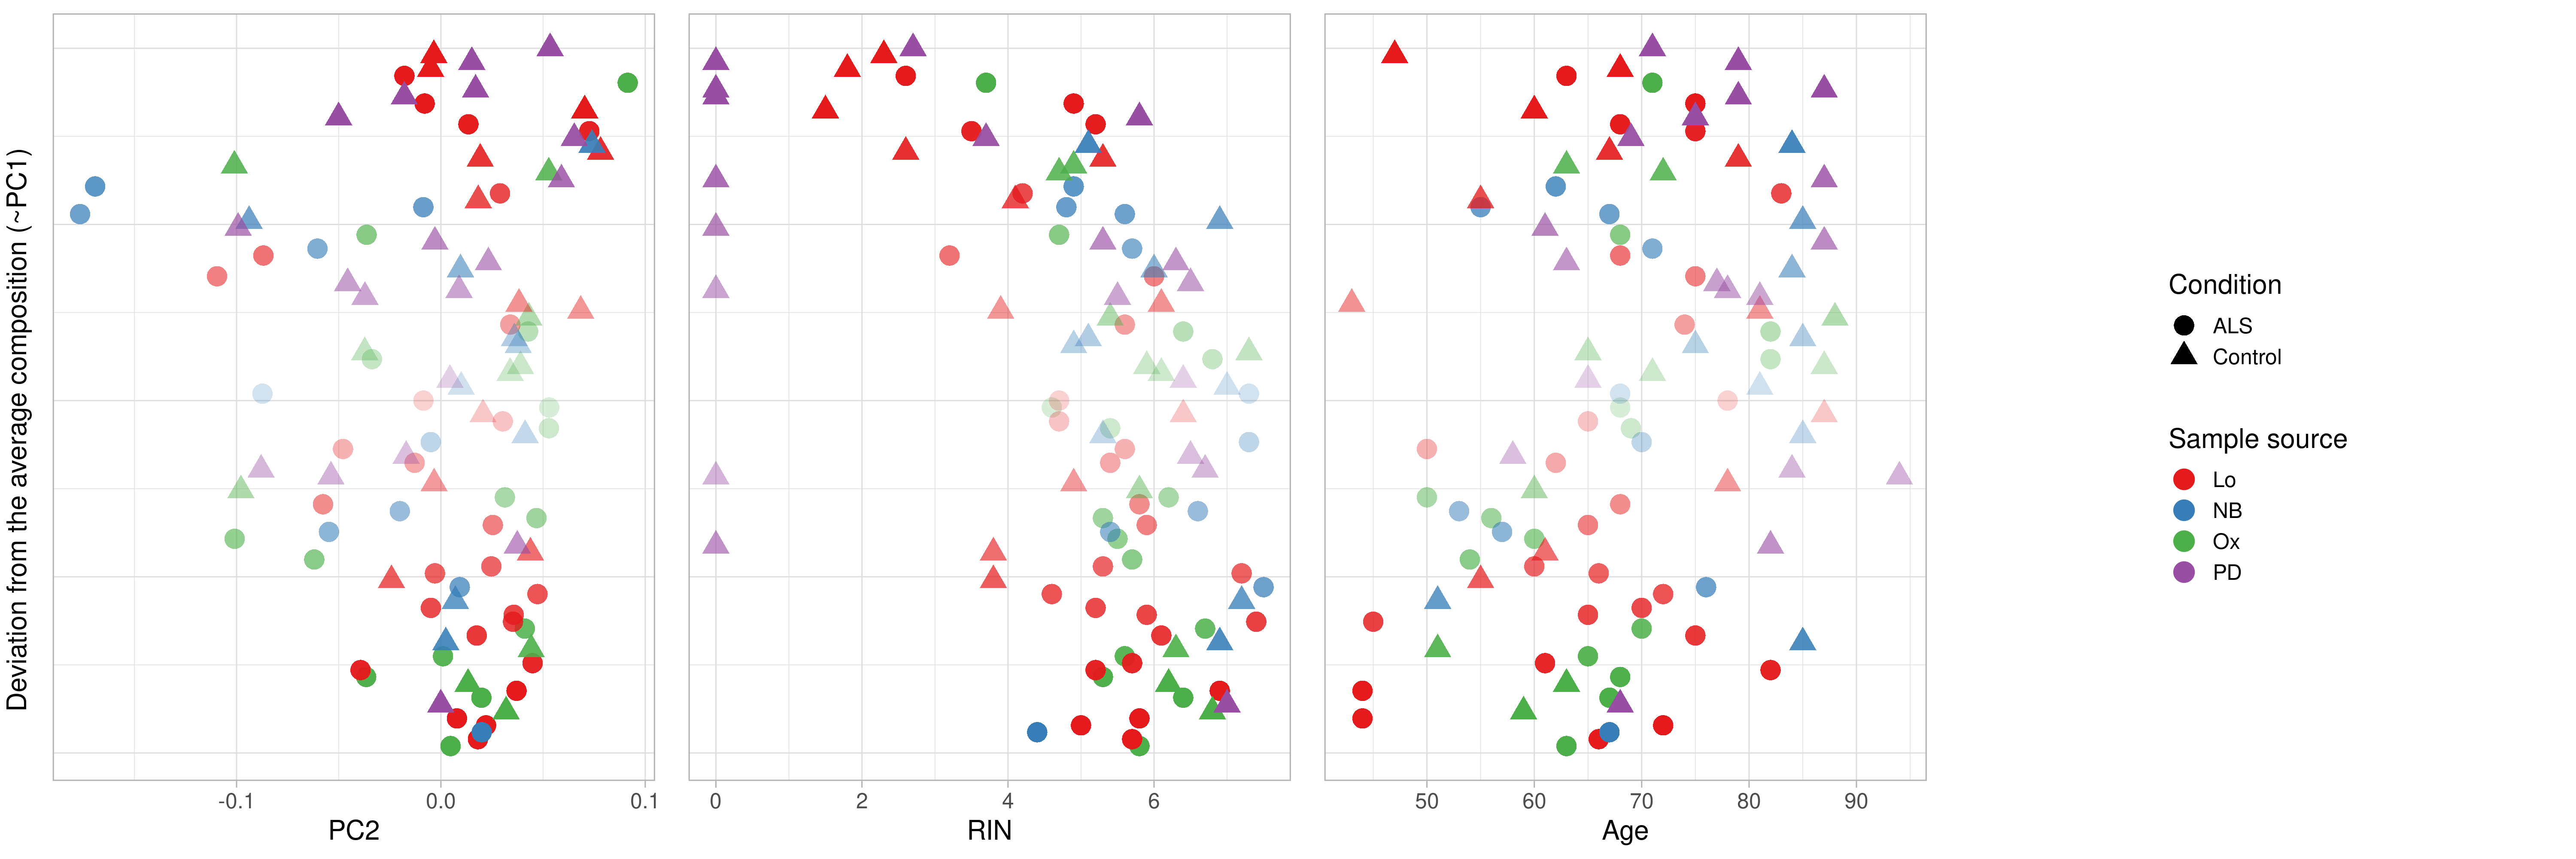 Deviation from the average composition (~PC1)
-0.1 0.0 0.1
PC2
0 2 4 6
RIN
50 60 70 80 90
Age
Condition
ALS
Control
Sample source
Lo
NB
Ox
PD